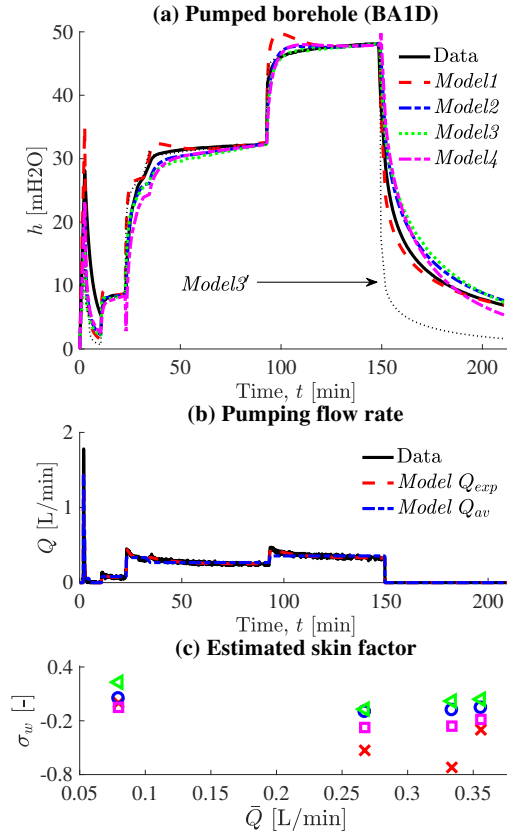 (a) Pumped borehole (BA1D)
50
40
30
20
10
0
h [mH2O]
Data
Model1
Model2
Model3
Model4
Model3′
0
50
100
150
200
Time, t [min]
(b) Pumping flow rate
2
1
0
Q [L/min]
Data
Model Q_exp
Model Q_av
0
50
100
150
200
Time, t [min]
(c) Estimated skin factor
0.4
-0.2
-0.8
σ_w [-]
0.05
0.1
0.15
0.2
0.25
0.3
0.35
Q̄ [L/min]